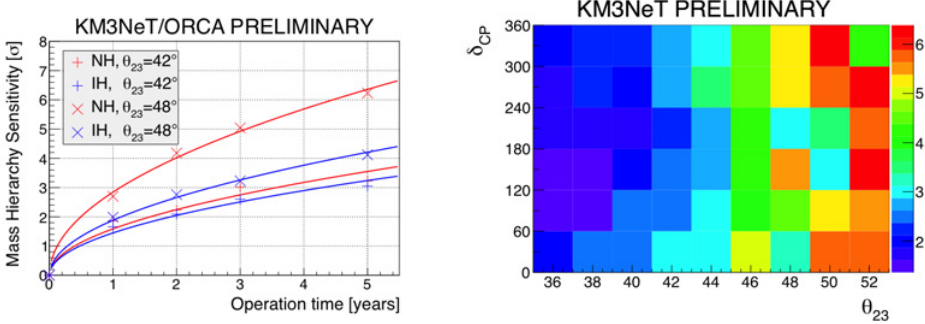 KM3NeT/ORCA PRELIMINARY
Mass Hierarchy Sensitivity [σ]
8
7
6
5
4
3
2
1
0
+ NH, θ23=42°
+ IH, θ23=42°
× NH, θ23=48°
× IH, θ23=48°
0 1 2 3 4 5
Operation time [years]
KM3NeT PRELIMINARY
δCP
360
300
240
180
120
60
0
36 38 40 42 44 46 48 50 52
θ23
6
5
4
3
2